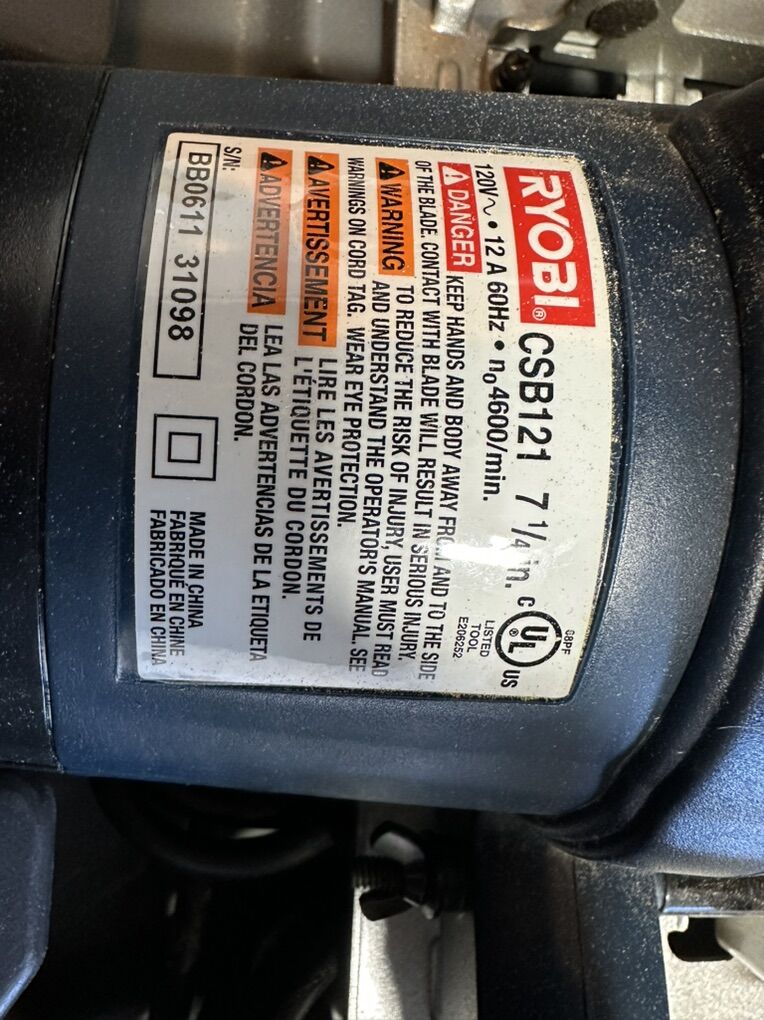 RYOBI® CSB121 7 1/4 in.
120V~ • 12 A 60Hz • n₀ 4600/min.
C UL® US
68PF
LISTED
TOOL
E206252
⚠ DANGER KEEP HANDS AND BODY AWAY FROM AND TO THE SIDE
OF THE BLADE. CONTACT WITH BLADE WILL RESULT IN SERIOUS INJURY.
⚠ WARNING TO REDUCE THE RISK OF INJURY, USER MUST READ
AND UNDERSTAND THE OPERATOR'S MANUAL. SEE
WARNINGS ON CORD TAG. WEAR EYE PROTECTION.
⚠ AVERTISSEMENT LIRE LES AVERTISSEMENTS DE
L'ÉTIQUETTE DU CORDON.
⚠ ADVERTENCIA LEA LAS ADVERTENCIAS DE LA ETIQUETA
DEL CORDON.
S/N:
BB0611 31098
MADE IN CHINA
FABRIQUÉ EN CHINE
FABRICADO EN CHINA